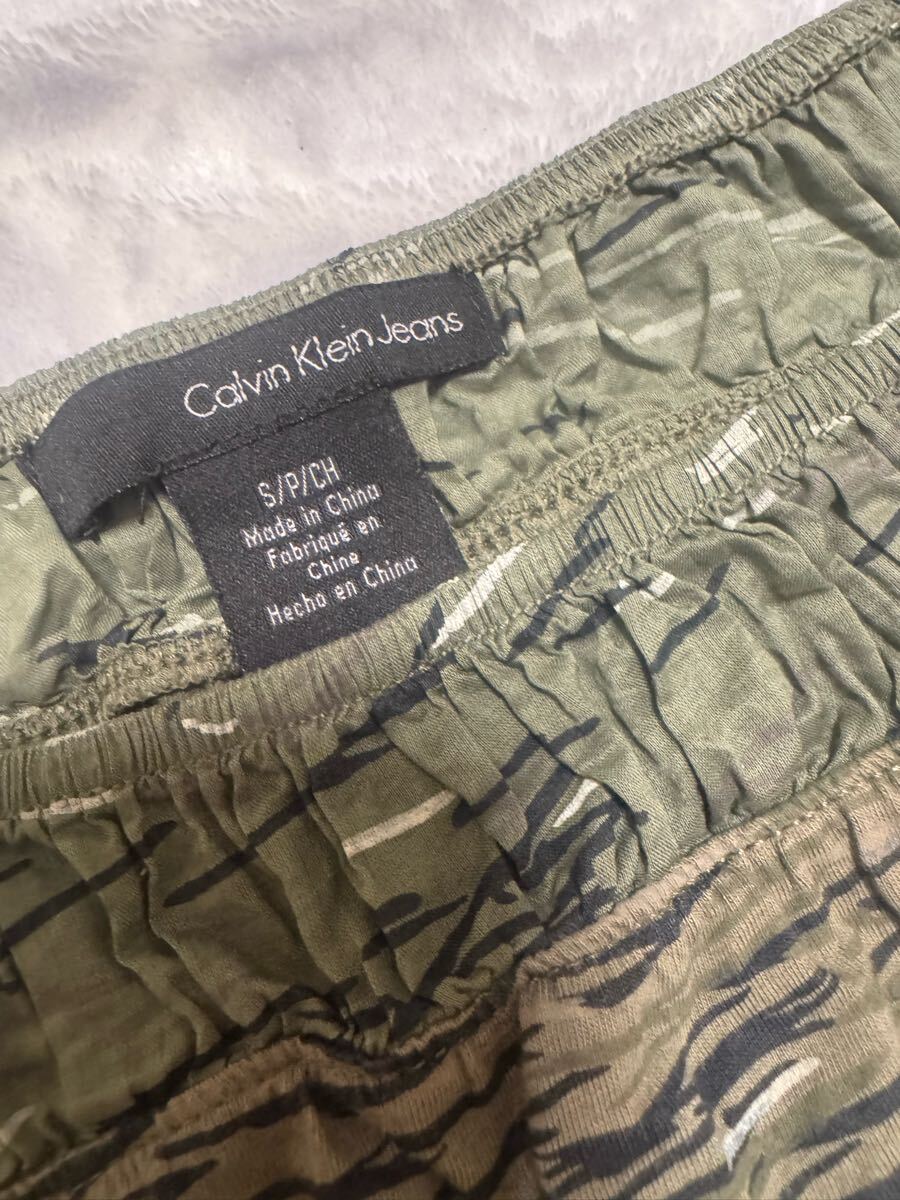 Calvin Klein Jeans
S/P/CH
Made in China
Fabriqué en
Chine
Hecho en China